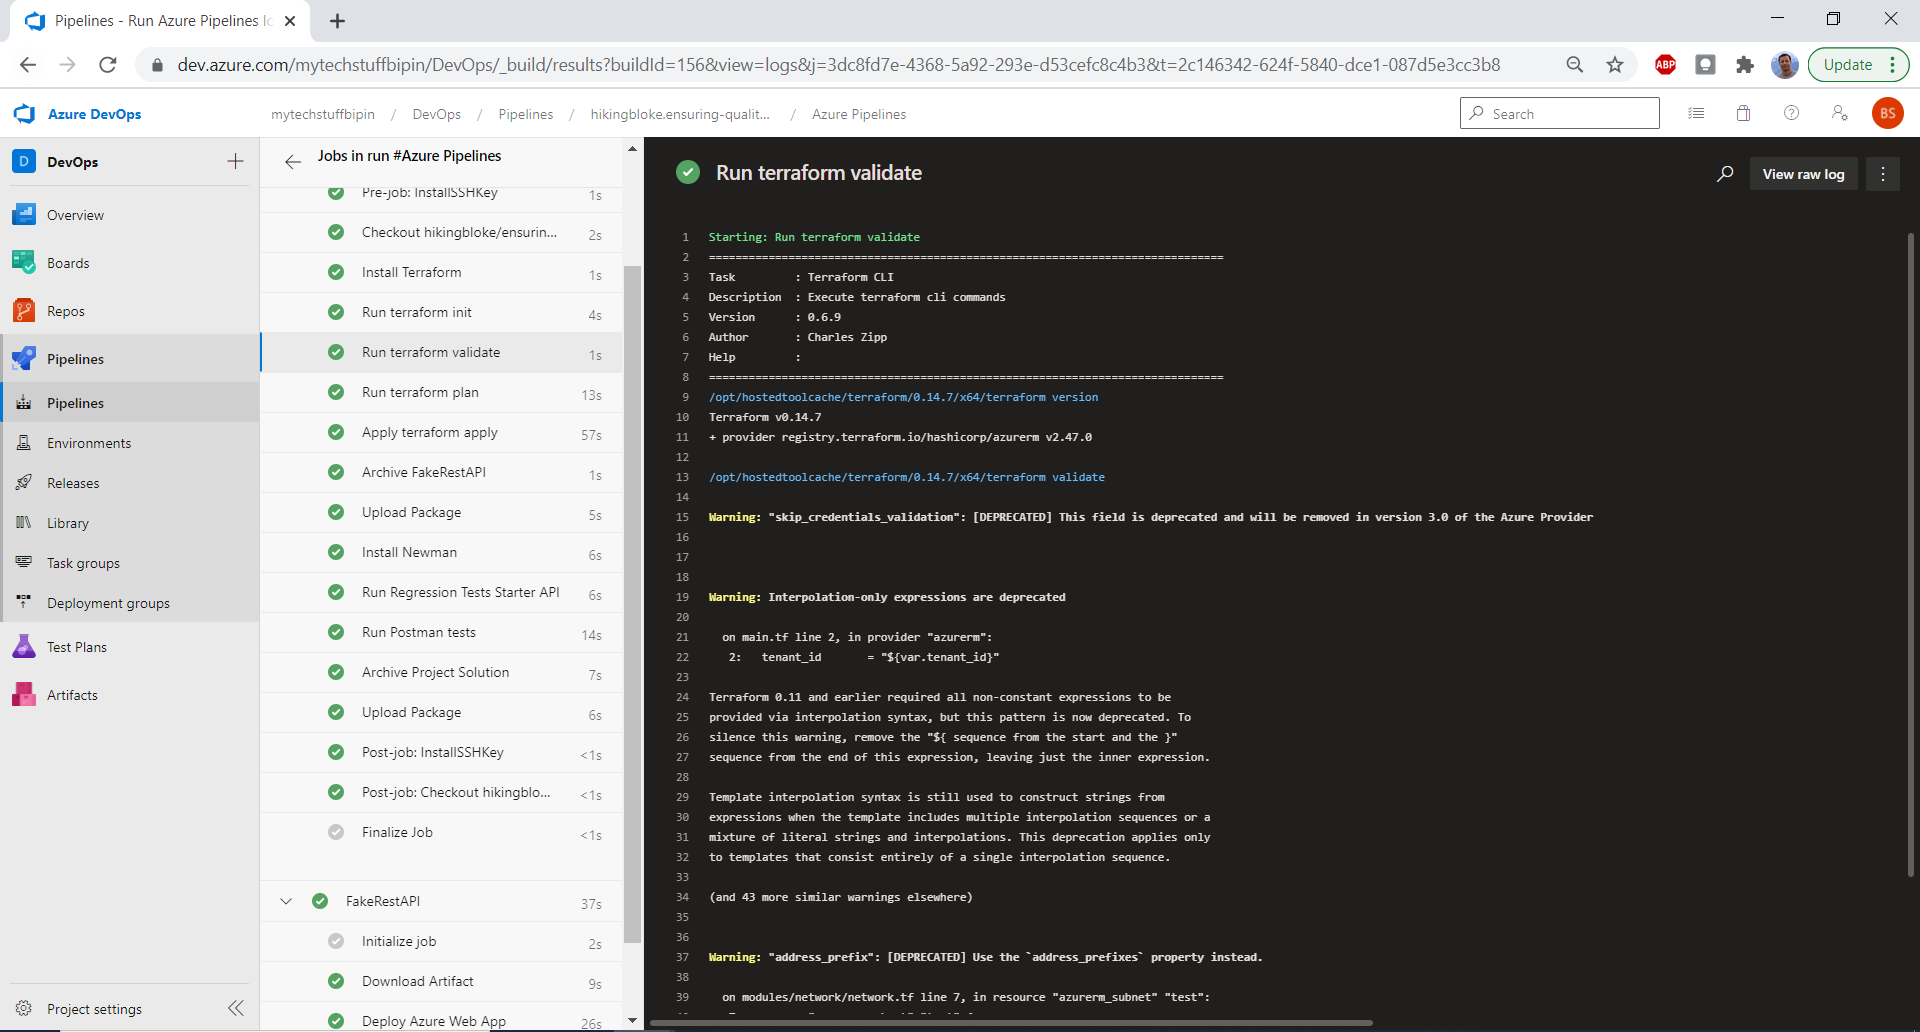 Pipelines - Run Azure Pipelines lo
dev.azure.com/mytechstuffbipin/DevOps/_build/results?buildId=156&view=logs&j=3dc8fd7e-4368-5a92-293e-d53cefc8c4b3&t=2c146342-624f-5840-dce1-087d5e3cc3b8
ABP
Update
Azure DevOps
mytechstuffbipin / DevOps / Pipelines / hikingbloke.ensuring-qualit... / Azure Pipelines
Search
BS
D DevOps
Overview
Boards
Repos
Pipelines
Pipelines
Environments
Releases
Library
Task groups
Deployment groups
Test Plans
Artifacts
Project settings
Jobs in run #Azure Pipelines
Pre-job: InstallSSHKey 1s
Checkout hikingbloke/ensurin... 2s
Install Terraform 1s
Run terraform init 4s
Run terraform validate 1s
Run terraform plan 13s
Apply terraform apply 57s
Archive FakeRestAPI 1s
Upload Package 5s
Install Newman 6s
Run Regression Tests Starter API 6s
Run Postman tests 14s
Archive Project Solution 7s
Upload Package 6s
Post-job: InstallSSHKey <1s
Post-job: Checkout hikingblo... <1s
Finalize Job <1s
FakeRestAPI 37s
Initialize job 2s
Download Artifact 9s
Deploy Azure Web App 26s
Run terraform validate
View raw log
1 Starting: Run terraform validate
2 ==============================================================================
3 Task : Terraform CLI
4 Description : Execute terraform cli commands
5 Version : 0.6.9
6 Author : Charles Zipp
7 Help :
8 ==============================================================================
9 /opt/hostedtoolcache/terraform/0.14.7/x64/terraform version
10 Terraform v0.14.7
11 + provider registry.terraform.io/hashicorp/azurerm v2.47.0
12
13 /opt/hostedtoolcache/terraform/0.14.7/x64/terraform validate
14
15 Warning: "skip_credentials_validation": [DEPRECATED] This field is deprecated and will be removed in version 3.0 of the Azure Provider
16
17
18
19 Warning: Interpolation-only expressions are deprecated
20
21 on main.tf line 2, in provider "azurerm":
22 2: tenant_id = "${var.tenant_id}"
23
24 Terraform 0.11 and earlier required all non-constant expressions to be
25 provided via interpolation syntax, but this pattern is now deprecated. To
26 silence this warning, remove the "${ sequence from the start and the }"
27 sequence from the end of this expression, leaving just the inner expression.
28
29 Template interpolation syntax is still used to construct strings from
30 expressions when the template includes multiple interpolation sequences or a
31 mixture of literal strings and interpolations. This deprecation applies only
32 to templates that consist entirely of a single interpolation sequence.
33
34 (and 43 more similar warnings elsewhere)
35
36
37 Warning: "address_prefix": [DEPRECATED] Use the `address_prefixes` property instead.
38
39 on modules/network/network.tf line 7, in resource "azurerm_subnet" "test":